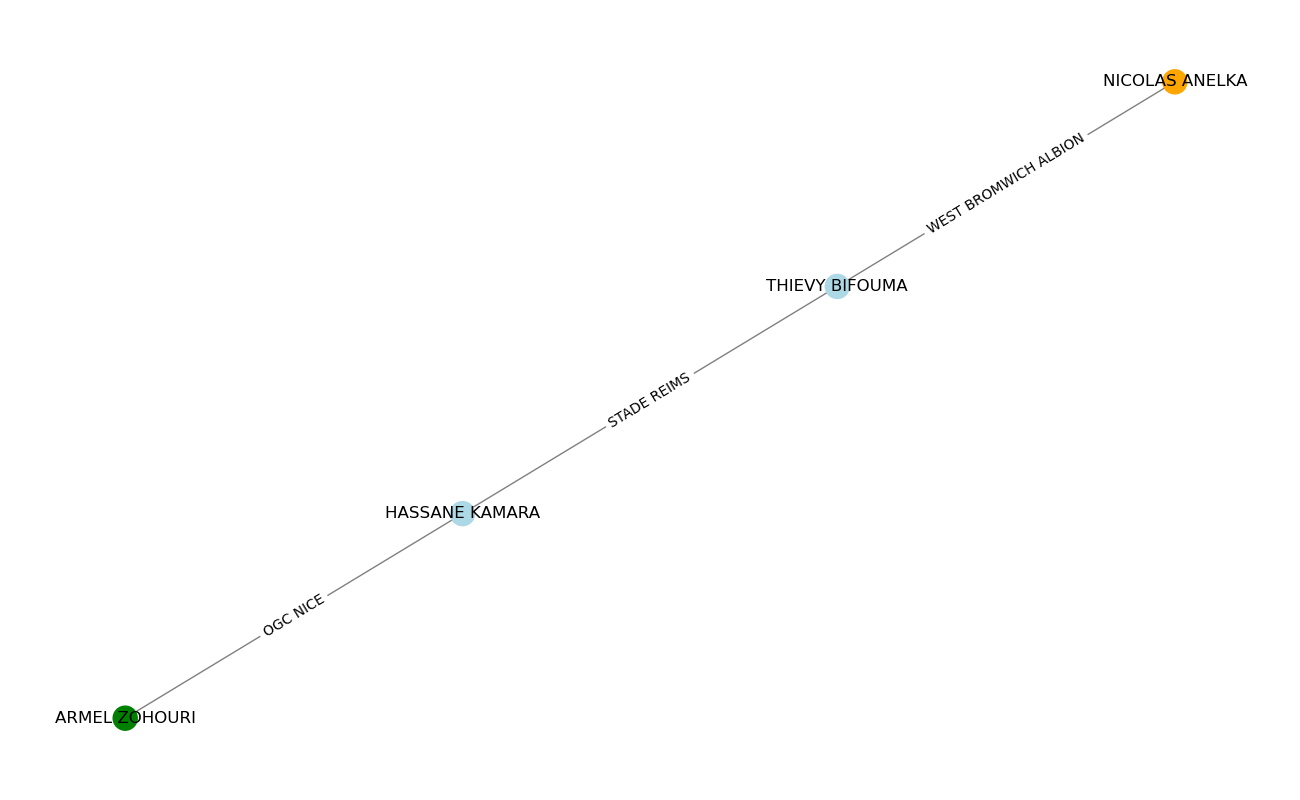 NICOLAS ANELKA
WEST BROMWICH ALBION
THIEVY BIFOUMA
STADE REIMS
HASSANE KAMARA
OGC NICE
ARMEL ZOHOURI